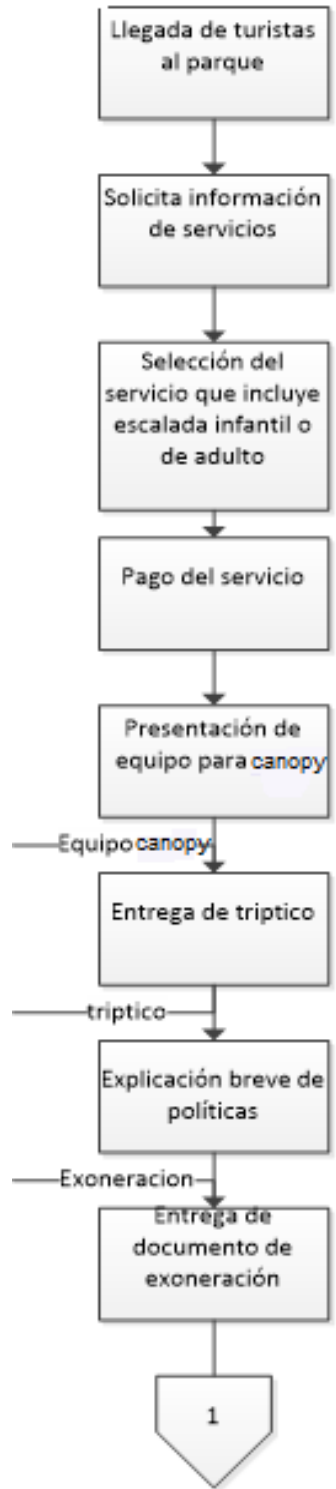 Llegada de turistas
al parque
Solicita información
de servicios
Selección del
servicio que incluye
escalada infantil o
de adulto
Pago del servicio
Presentación de
equipo para canopy
Equipo canopy
Entrega de triptico
triptico
Explicación breve de
políticas
Exoneracion
Entrega de
documento de
exoneración
1